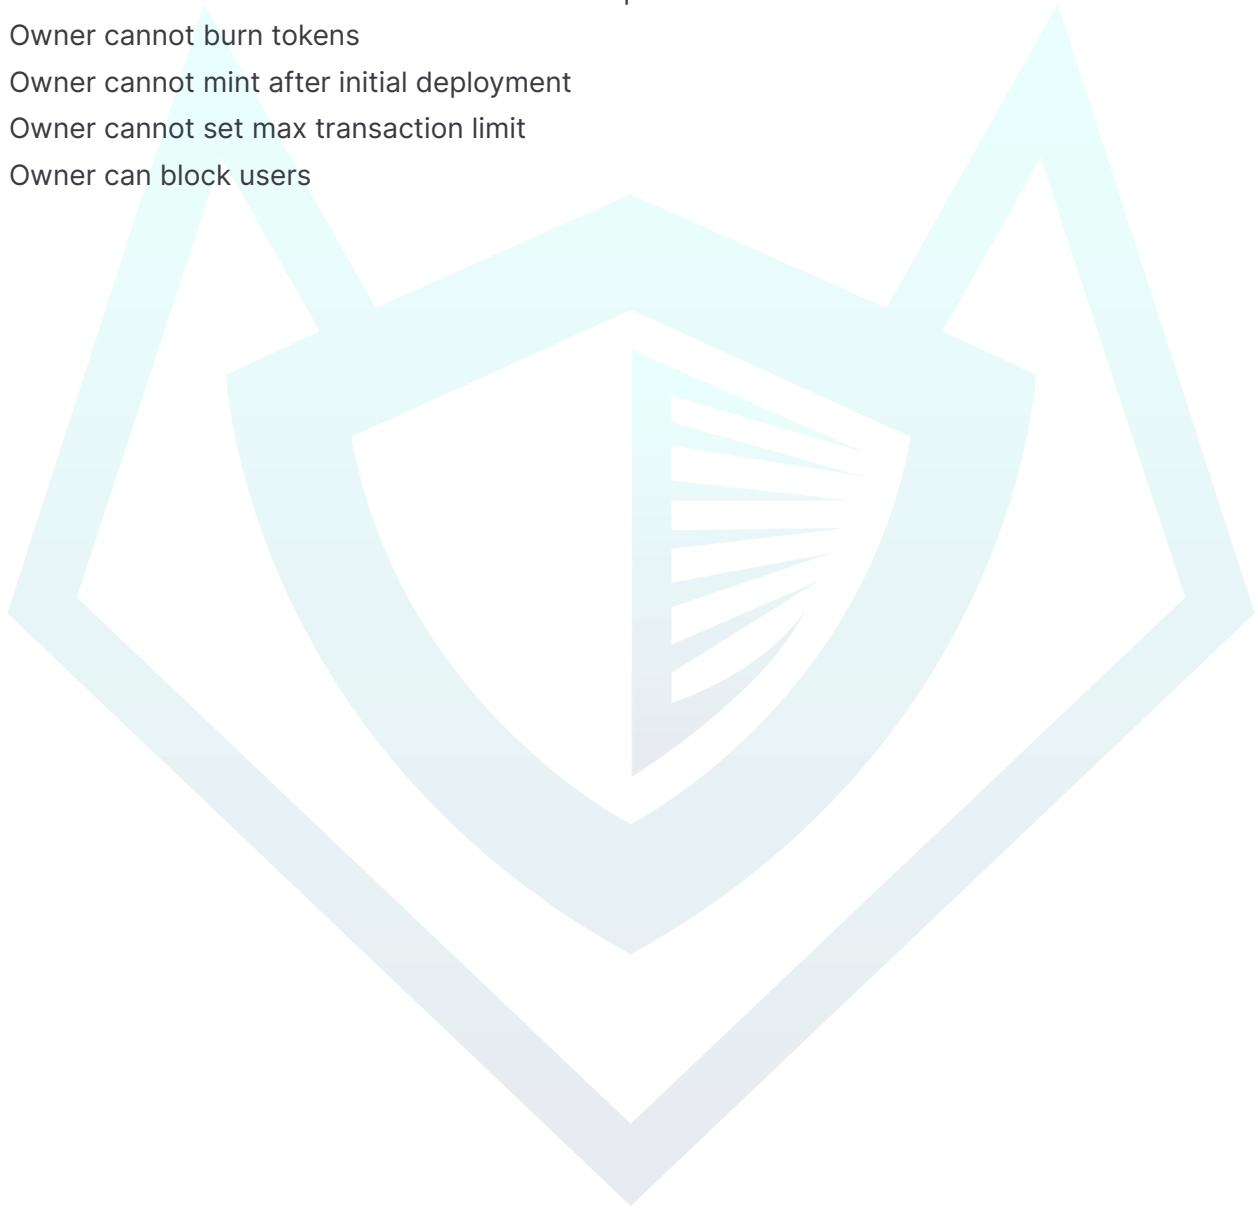 Owner cannot burn tokens
Owner cannot mint after initial deployment
Owner cannot set max transaction limit
Owner can block users